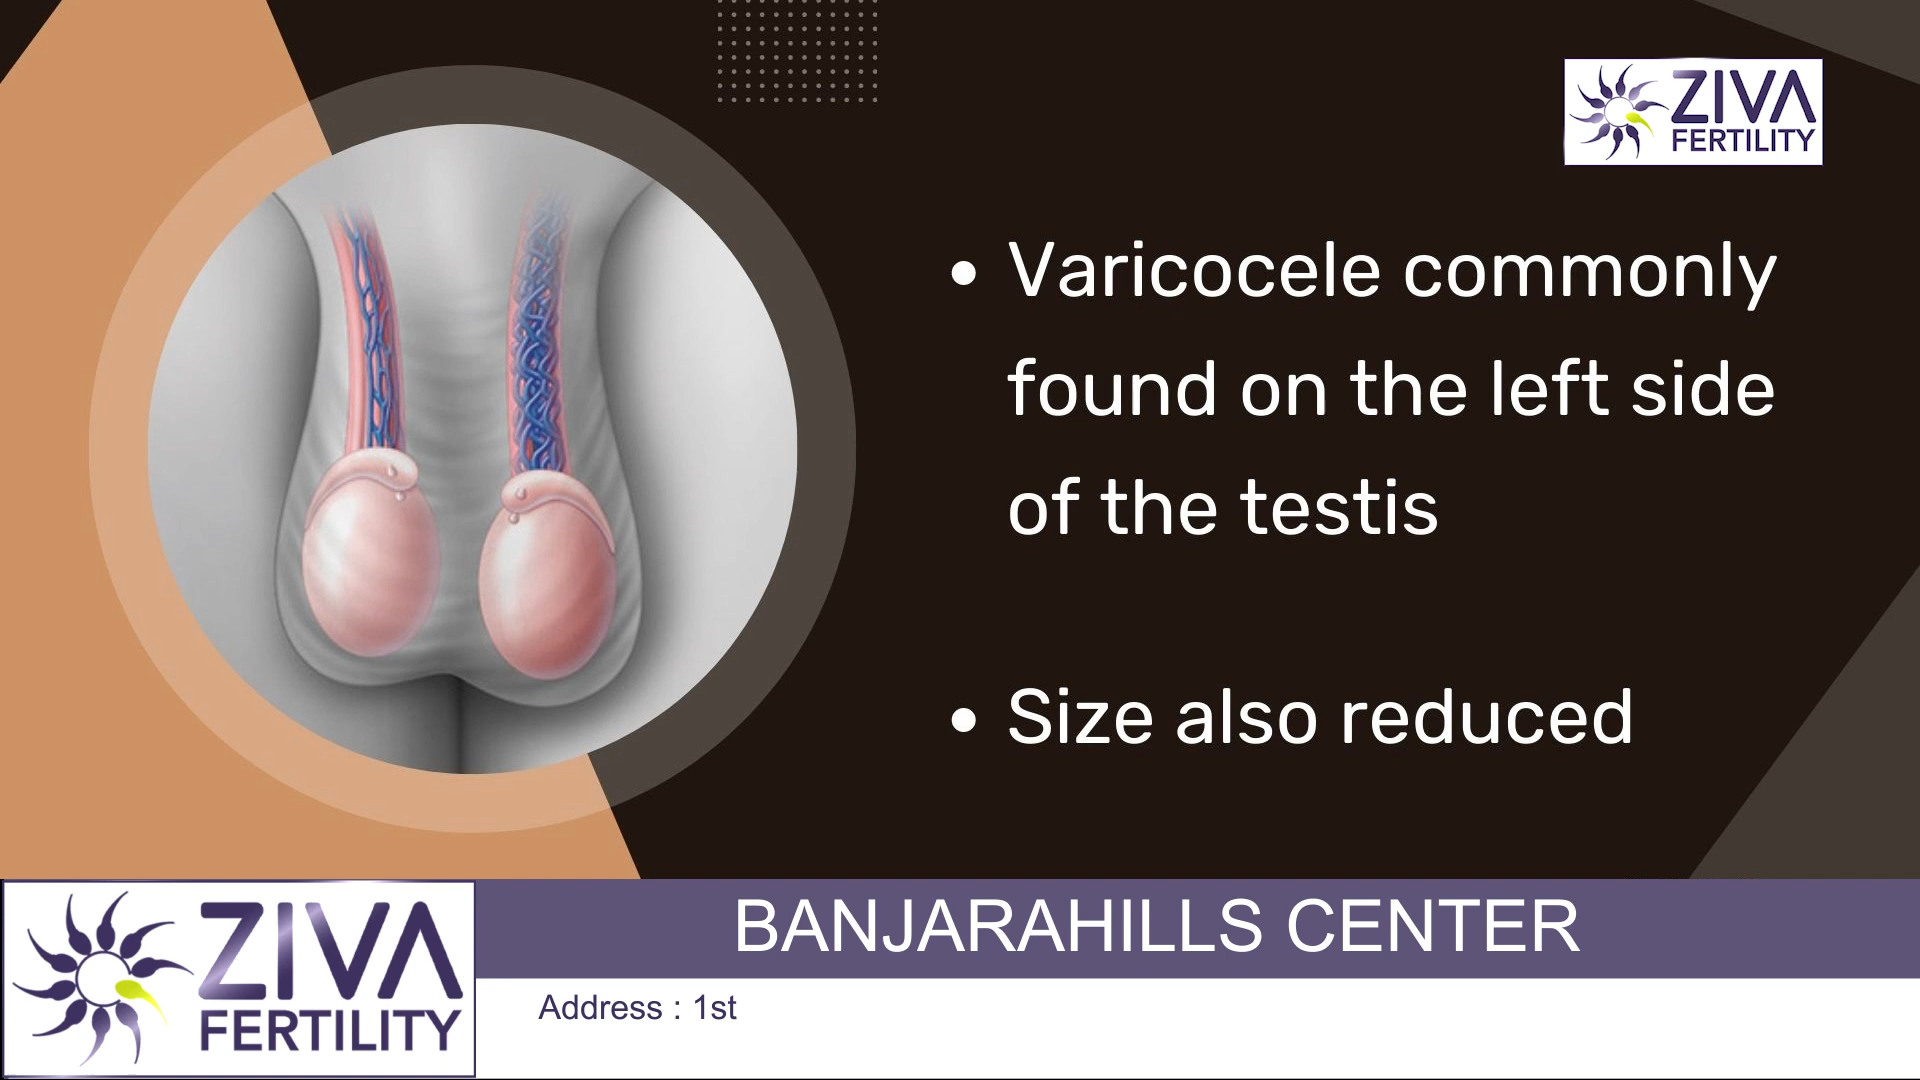 ZIVA
FERTILITY
• Varicocele commonly
found on the left side
of the testis
• Size also reduced
ZIVA
FERTILITY
BANJARAHILLS CENTER
Address : 1st